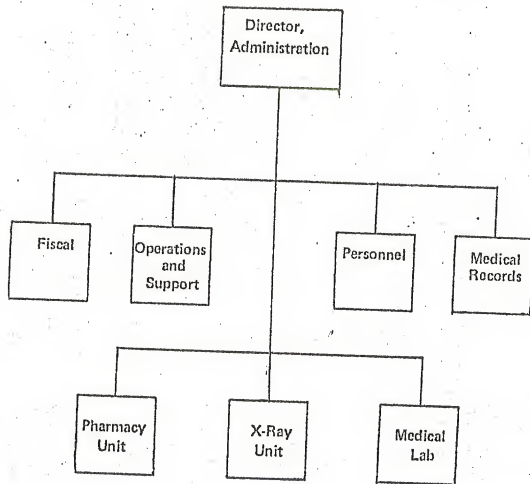 Director,
Administration
Fiscal
Operations
and
Support
Personnel
Medical
Records
Pharmacy
Unit
X-Ray
Unit
Medical
Lab